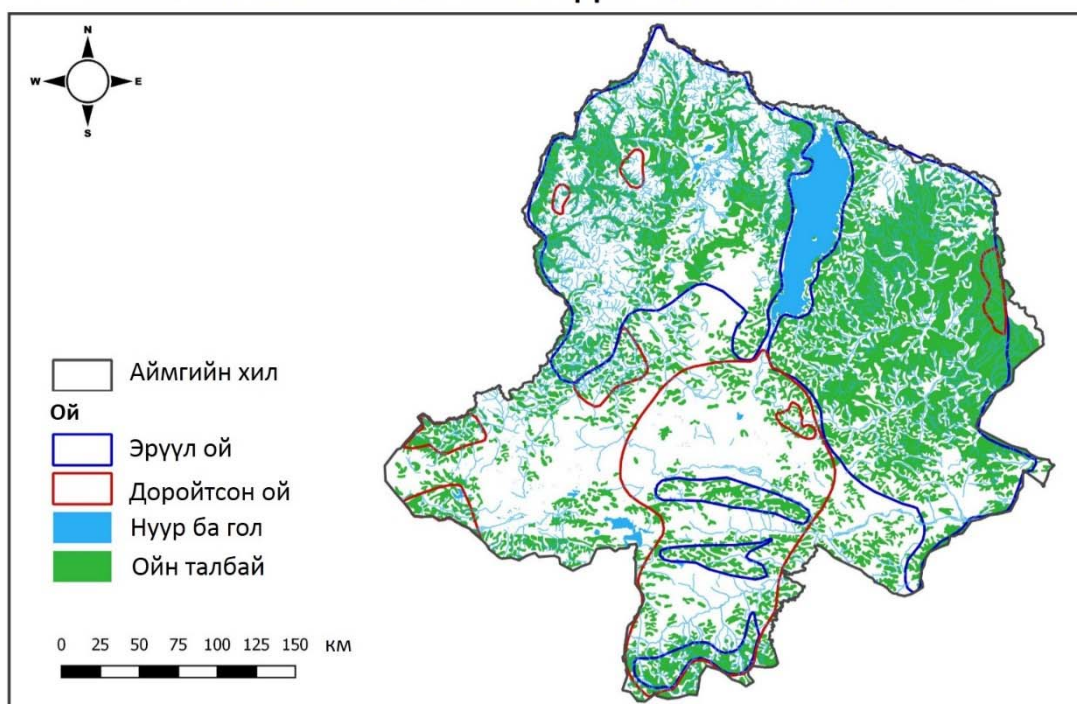 N
W E
S
Аймгийн хил
Ой
Эрүүл ой
Доройтсон ой
Нуур ба гол
Ойн талбай
0 25 50 75 100 125 150 км